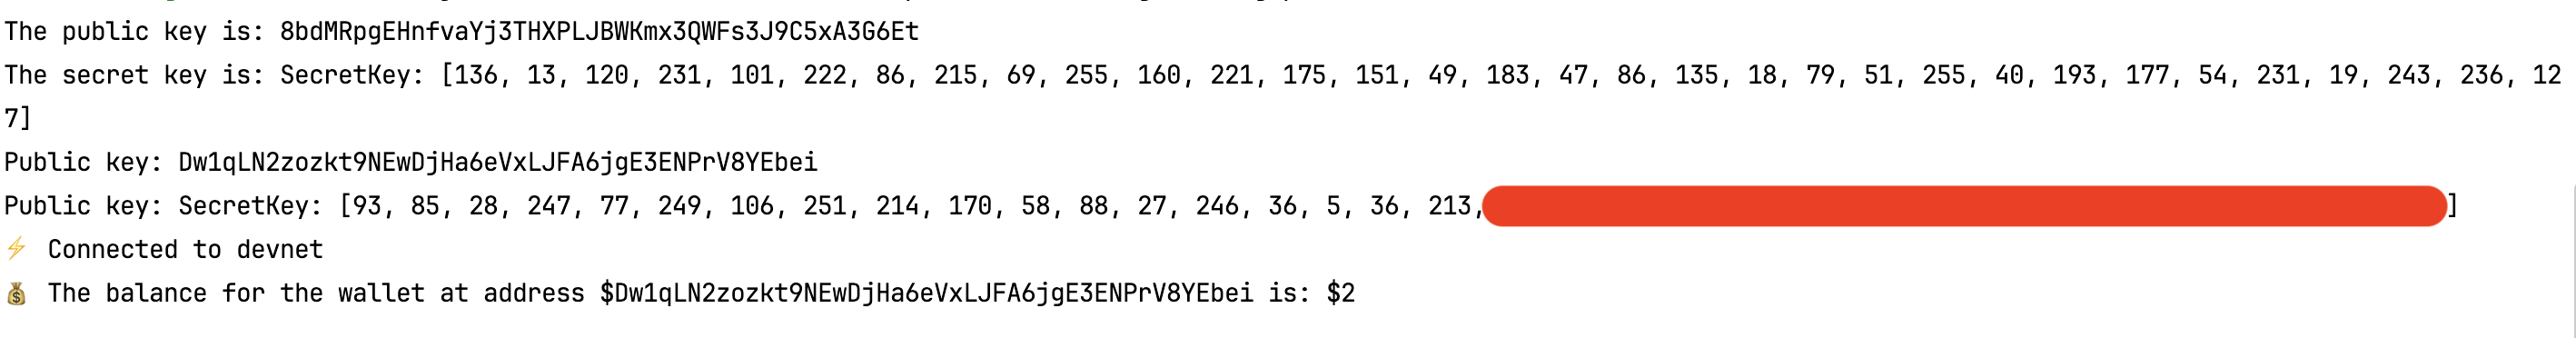 The public key is: 8bdMRpgEHnfvaYj3THXPLJBWKmx3QWFs3J9C5xA3G6Et
The secret key is: SecretKey: [136, 13, 120, 231, 101, 222, 86, 215, 69, 255, 160, 221, 175, 151, 49, 183, 47, 86, 135, 18, 79, 51, 255, 40, 193, 177, 54, 231, 19, 243, 236, 12
7]
Public key: Dw1qLN2zozkt9NEwDjHa6eVxLJFA6jgE3ENPrV8YEbei
Public key: SecretKey: [93, 85, 28, 247, 77, 249, 106, 251, 214, 170, 58, 88, 27, 246, 36, 5, 36, 213, ]
⚡ Connected to devnet
💰 The balance for the wallet at address $Dw1qLN2zozkt9NEwDjHa6eVxLJFA6jgE3ENPrV8YEbei is: $2